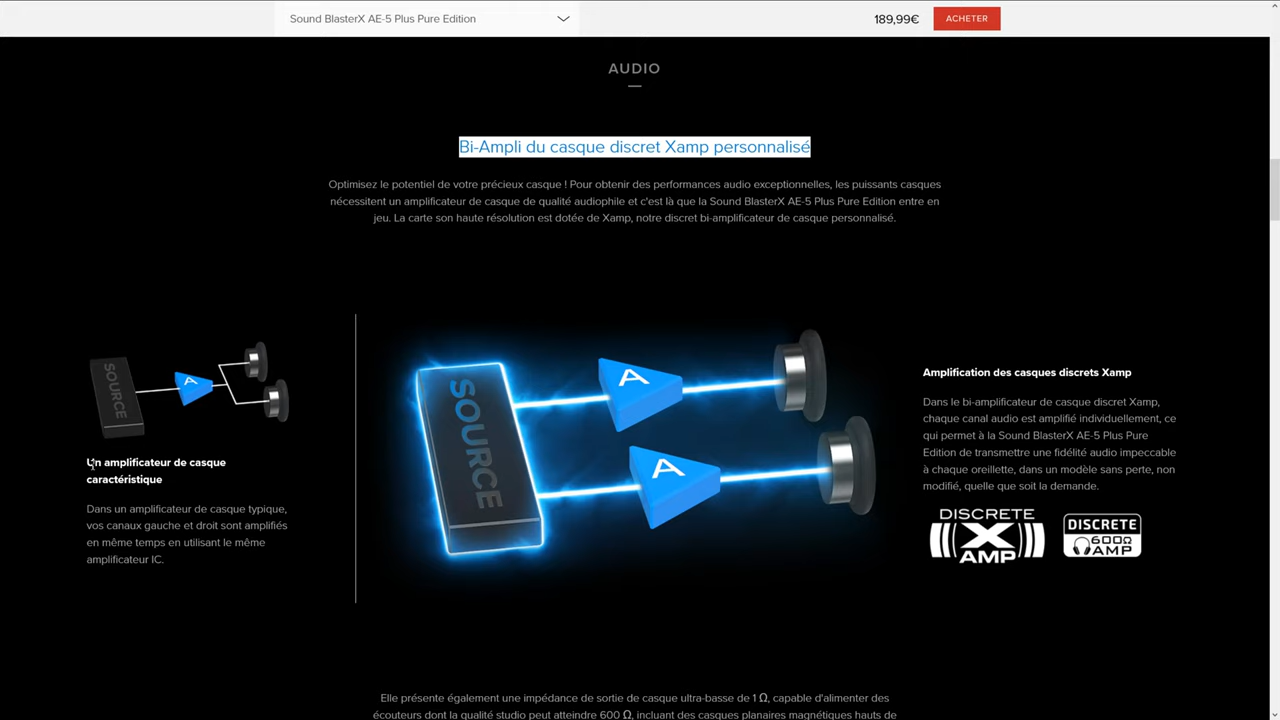 Sound BlasterX AE-5 Plus Pure Edition
189,99€
ACHETER
AUDIO
Bi-Ampli du casque discret Xamp personnalisé
Optimisez le potentiel de votre précieux casque ! Pour obtenir des performances audio exceptionnelles, les puissants casques
nécessitent un amplificateur de casque de qualité audiophile et c'est là que la Sound BlasterX AE-5 Plus Pure Edition entre en
jeu. La carte son haute résolution est dotée de Xamp, notre discret bi-amplificateur de casque personnalisé.
SOURCE
A
Un amplificateur de casque
caractéristique
Dans un amplificateur de casque typique,
vos canaux gauche et droit sont amplifiés
en même temps en utilisant le même
amplificateur IC.
SOURCE
A
A
Amplification des casques discrets Xamp
Dans le bi-amplificateur de casque discret Xamp,
chaque canal audio est amplifié individuellement, ce
qui permet à la Sound BlasterX AE-5 Plus Pure
Edition de transmettre une fidélité audio impeccable
à chaque oreillette, dans un modèle sans perte, non
modifié, quelle que soit la demande.
DISCRETE
X
AMP
DISCRETE
600Ω
AMP
Elle présente également une impédance de sortie de casque ultra-basse de 1 Ω, capable d'alimenter des
écouteurs dont la qualité studio peut atteindre 600 Ω, incluant des casques planaires magnétiques hauts de